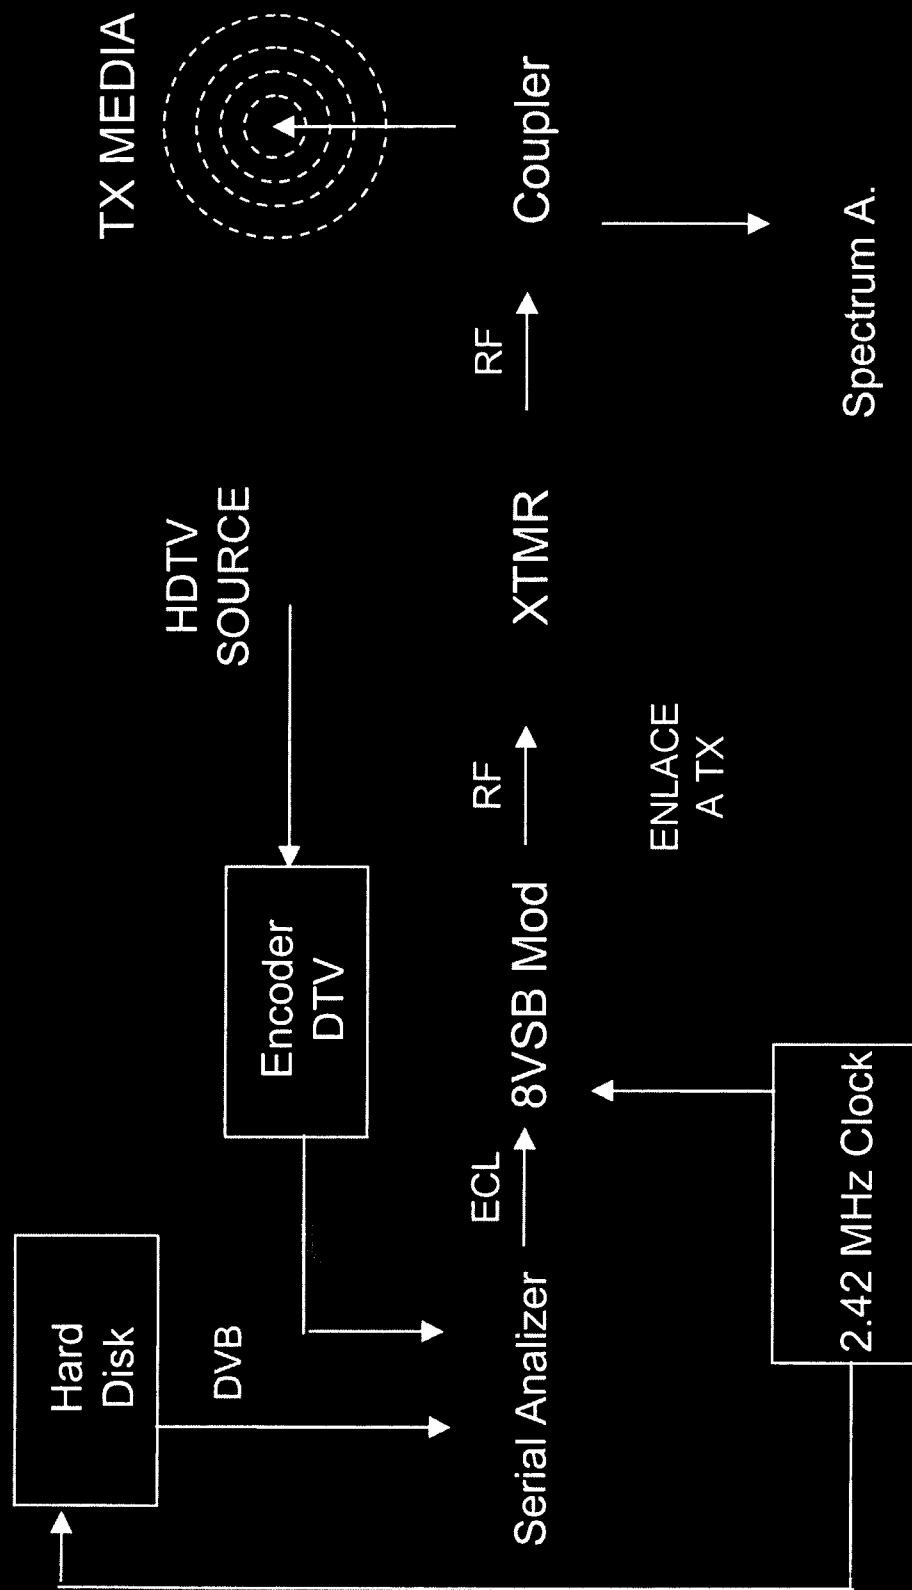 Hard
Disk
DVB
Encoder
DTV
HDTV
SOURCE
TX MEDIA
Serial Analizer
ECL
8VSB Mod
RF
XTMR
RF
Coupler
ENLACE
A TX
2.42 MHz Clock
Spectrum A.